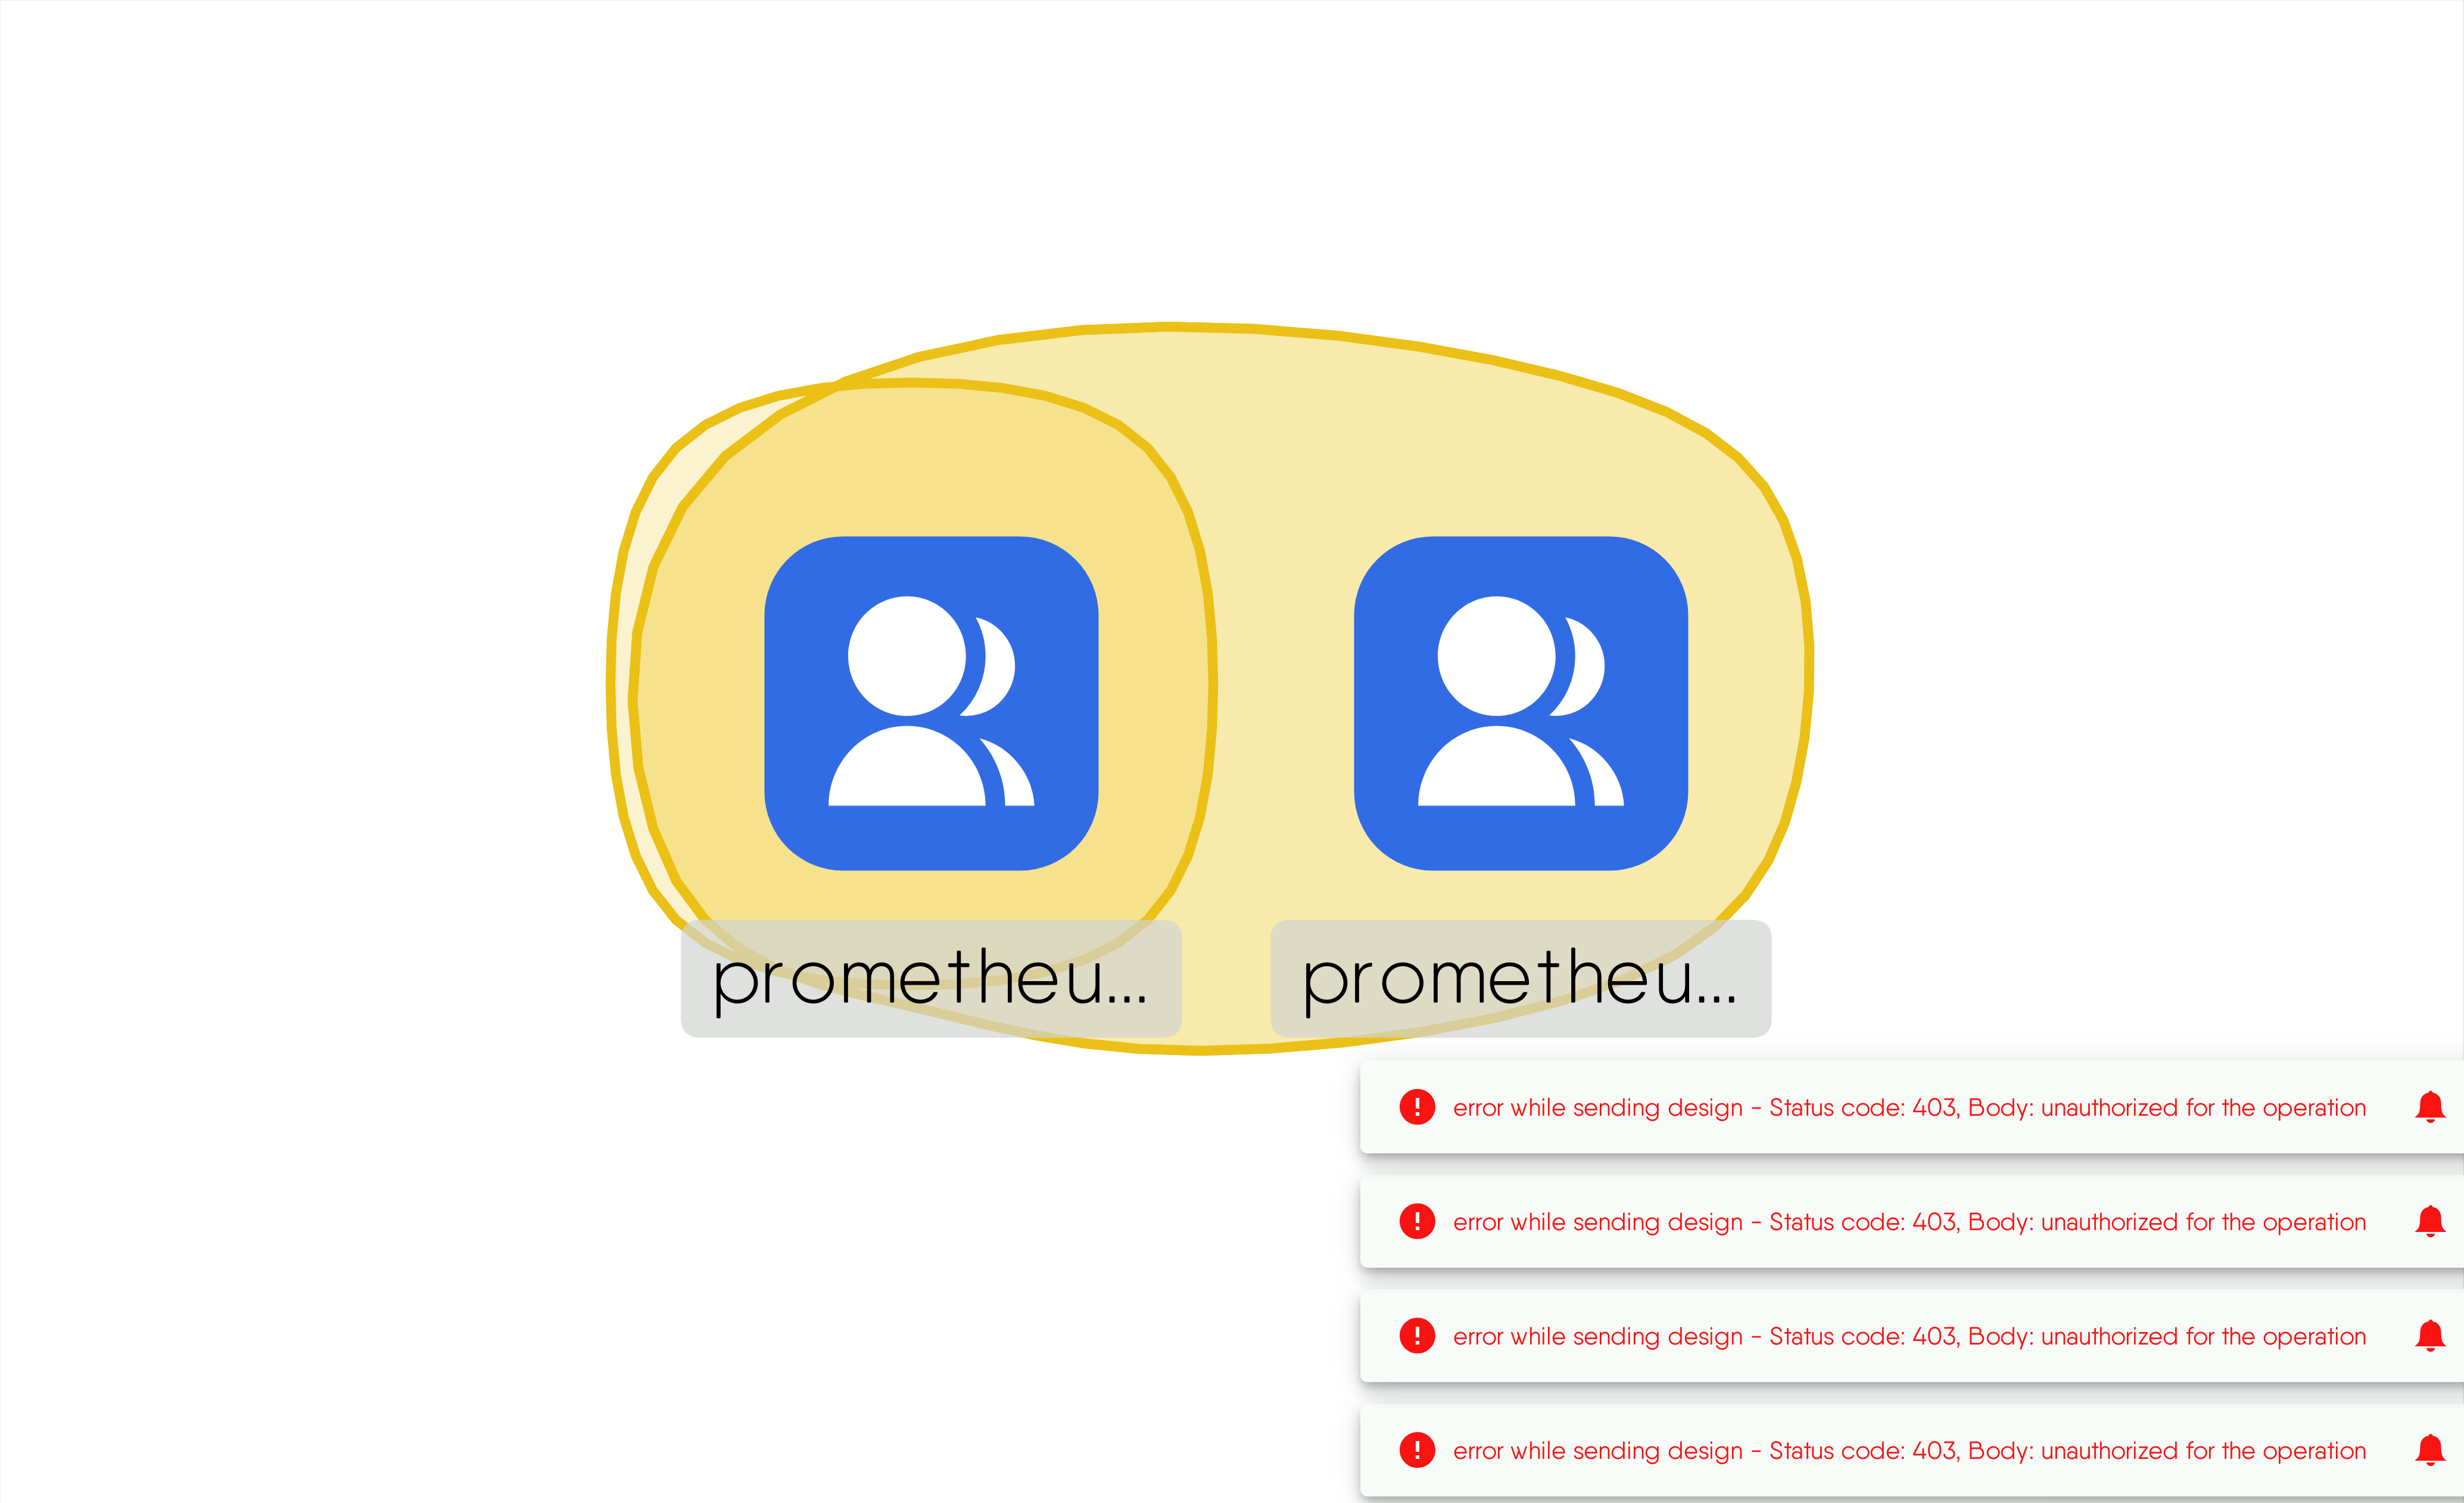 prometheu...
prometheu...
error while sending design - Status code: 403, Body: unauthorized for the operation
error while sending design - Status code: 403, Body: unauthorized for the operation
error while sending design - Status code: 403, Body: unauthorized for the operation
error while sending design - Status code: 403, Body: unauthorized for the operation